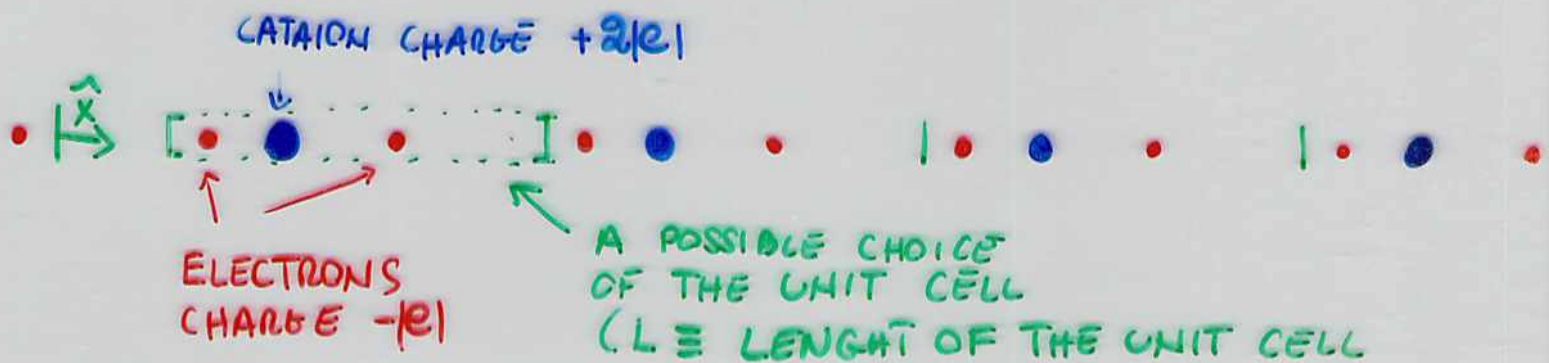 CATAION CHARGE +2|e|
x̂
ELECTRONS
CHARGE -|e|
A POSSIBLE CHOICE
OF THE UNIT CELL
(L ≡ LENGHT OF THE UNIT CELL